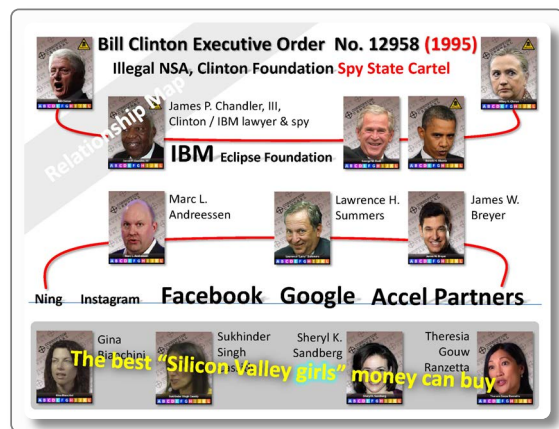 Bill Clinton Executive Order No. 12958 (1995)
Illegal NSA, Clinton Foundation Spy State Cartel
Relationship Map
James P. Chandler, III,
Clinton / IBM lawyer & spy
IBM Eclipse Foundation
Marc L.
Andreessen
Lawrence H.
Summers
James W.
Breyer
Ning Instagram Facebook Google Accel Partners
Gina
Bianchini
Sukhinder
Singh
Sheryl K.
Sandberg
Theresia
Gouw
Ranzetta
The best "Silicon Valley girls" money can buy